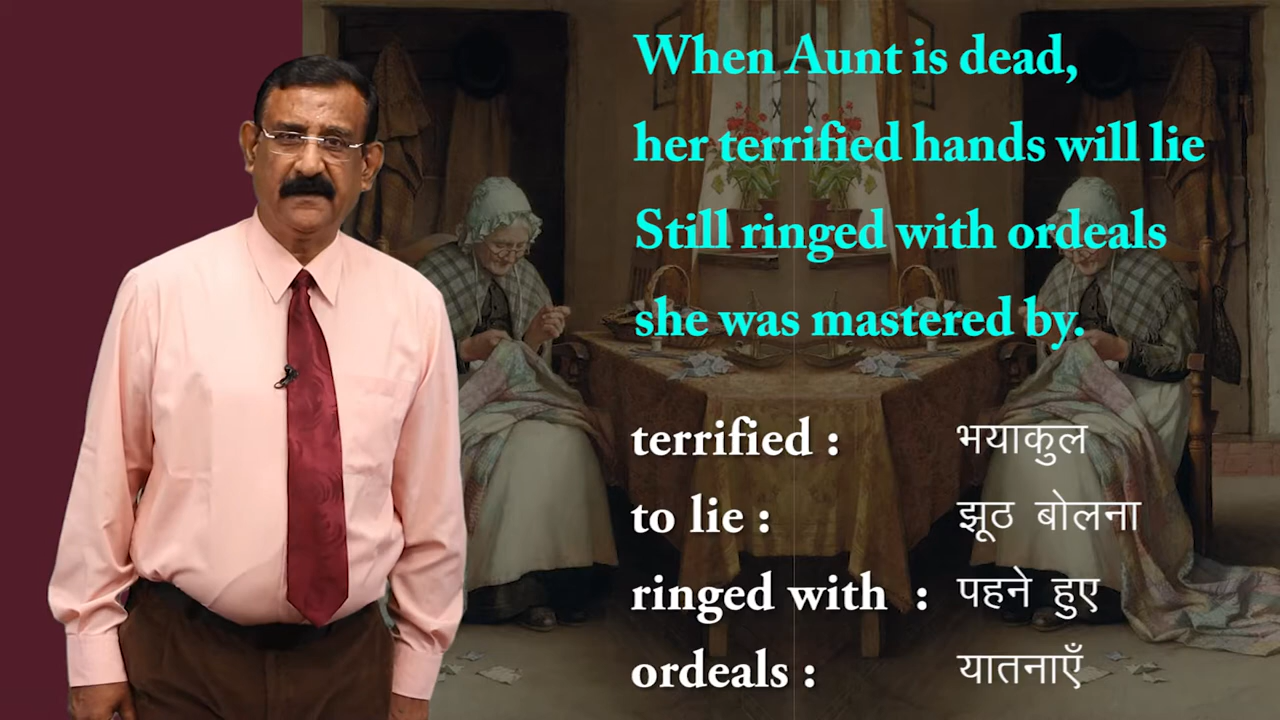 When Aunt is dead,
her terrified hands will lie
Still ringed with ordeals
she was mastered by.
terrified : भयाकुल
to lie : झूठ बोलना
ringed with : पहने हुए
ordeals : यातनाएँ